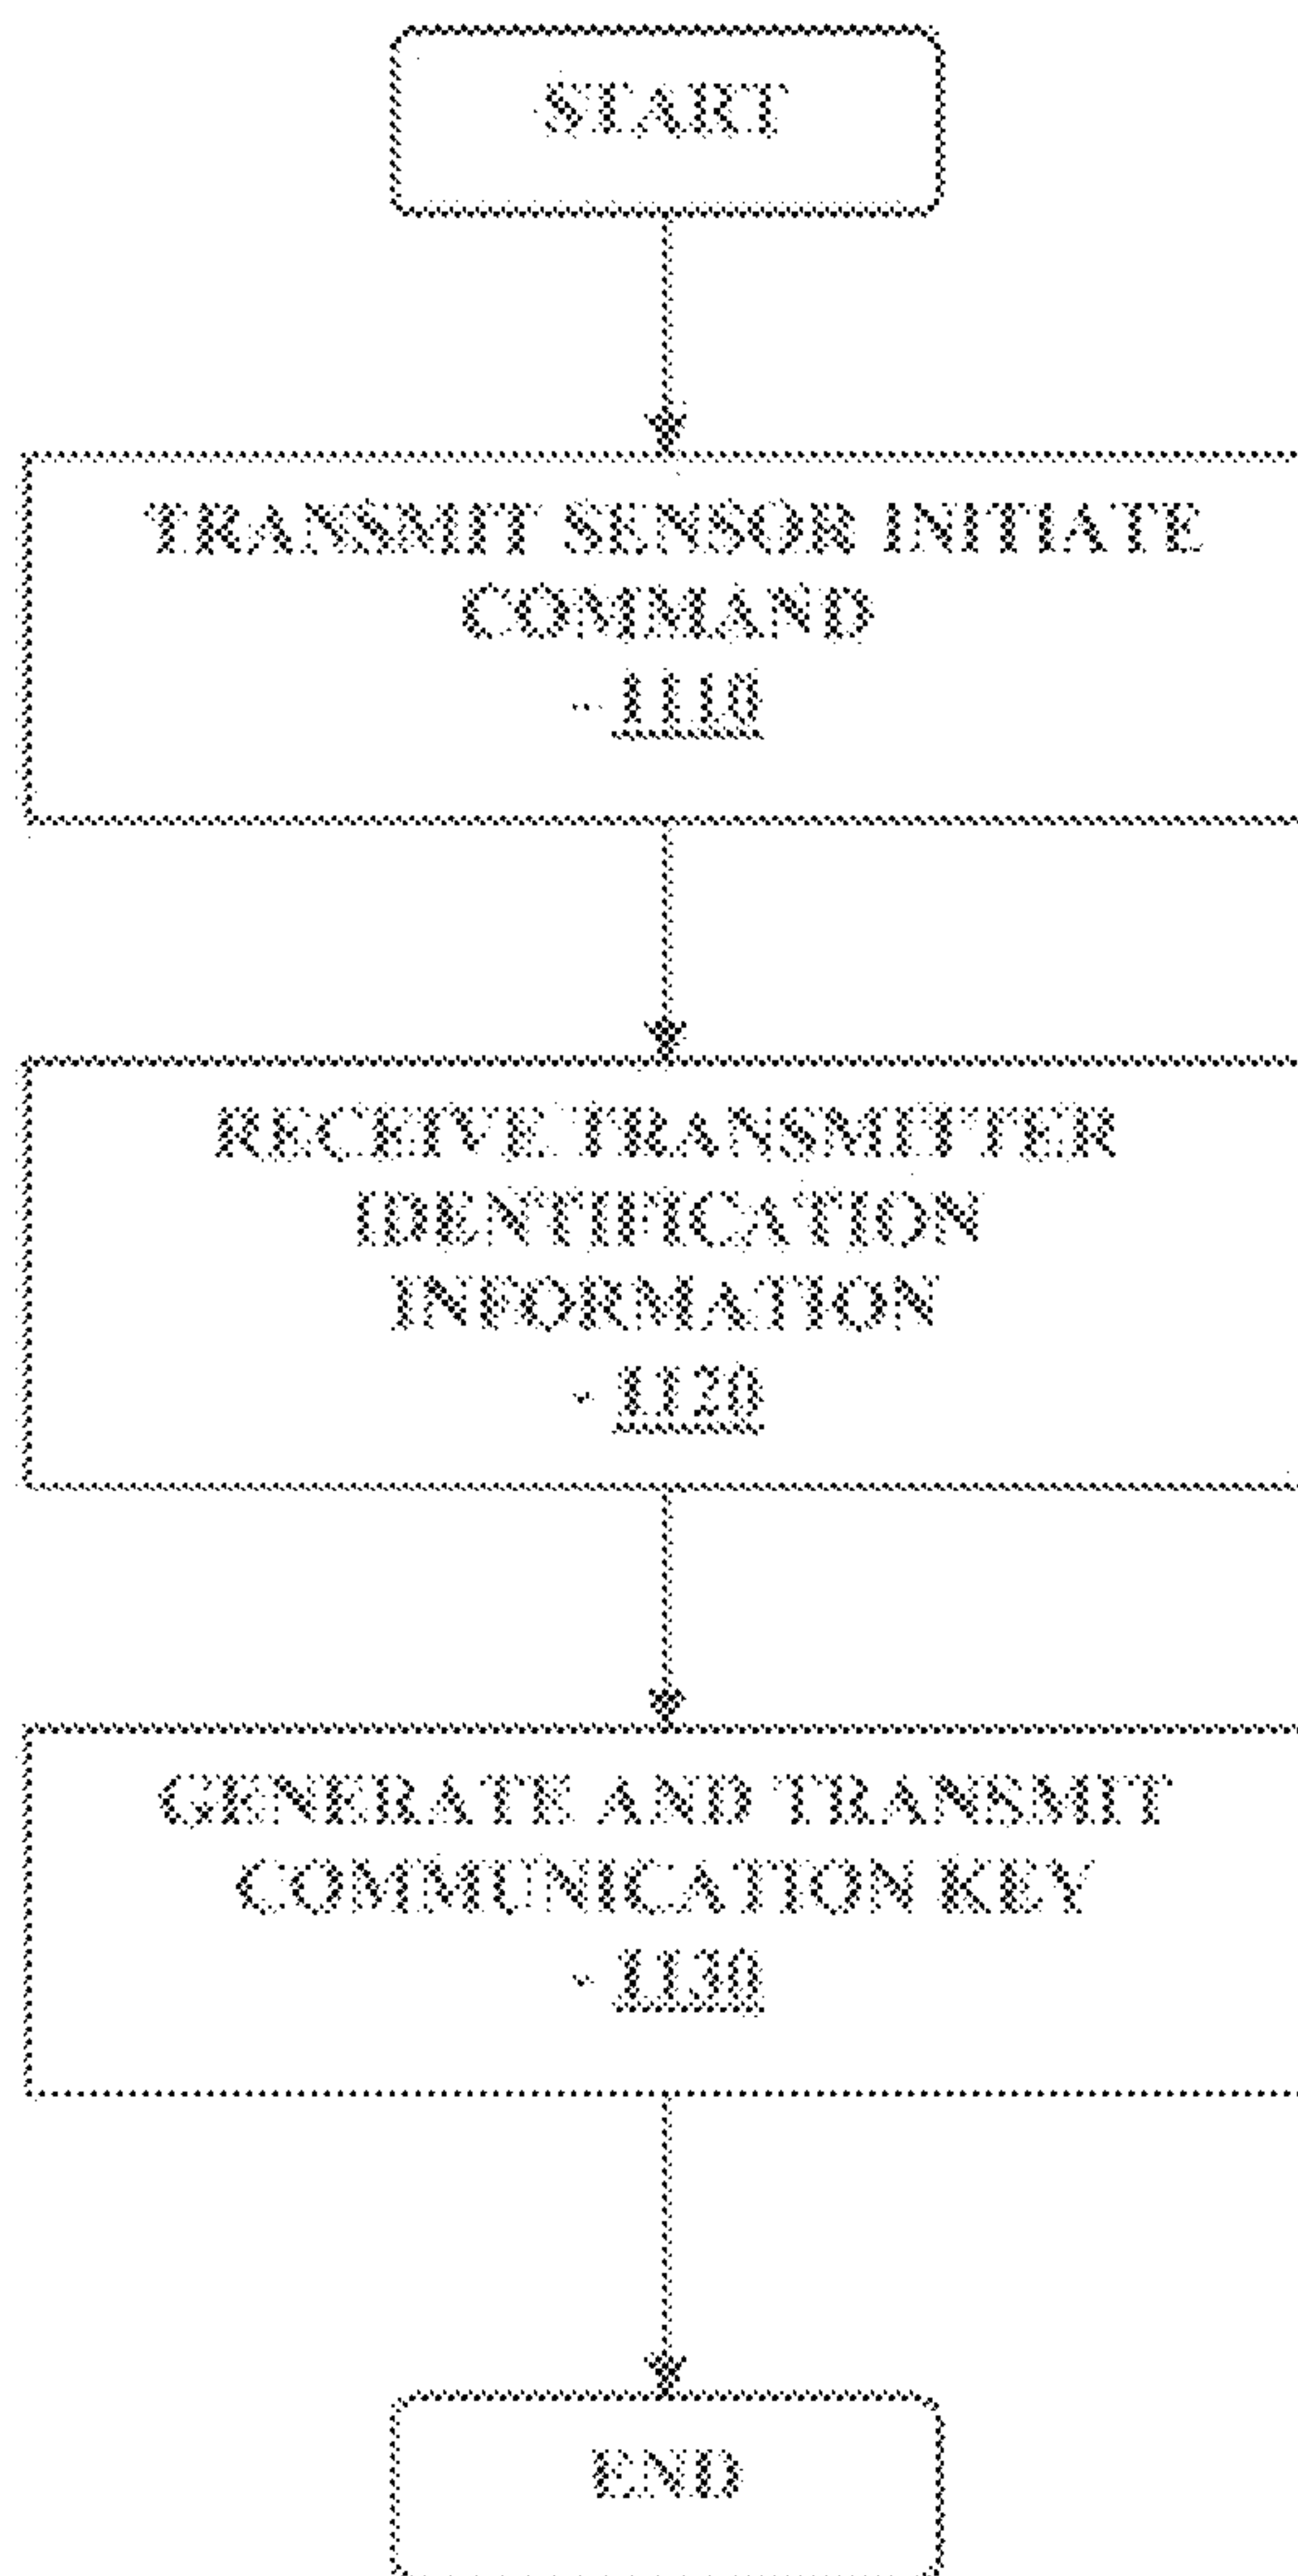 START
TRANSMIT SENSOR INITIATE
COMMAND
- 1110
RECEIVE TRANSMITTER
IDENTIFICATION
INFORMATION
- 1120
GENERATE AND TRANSMIT
COMMUNICATION KEY
- 1130
END